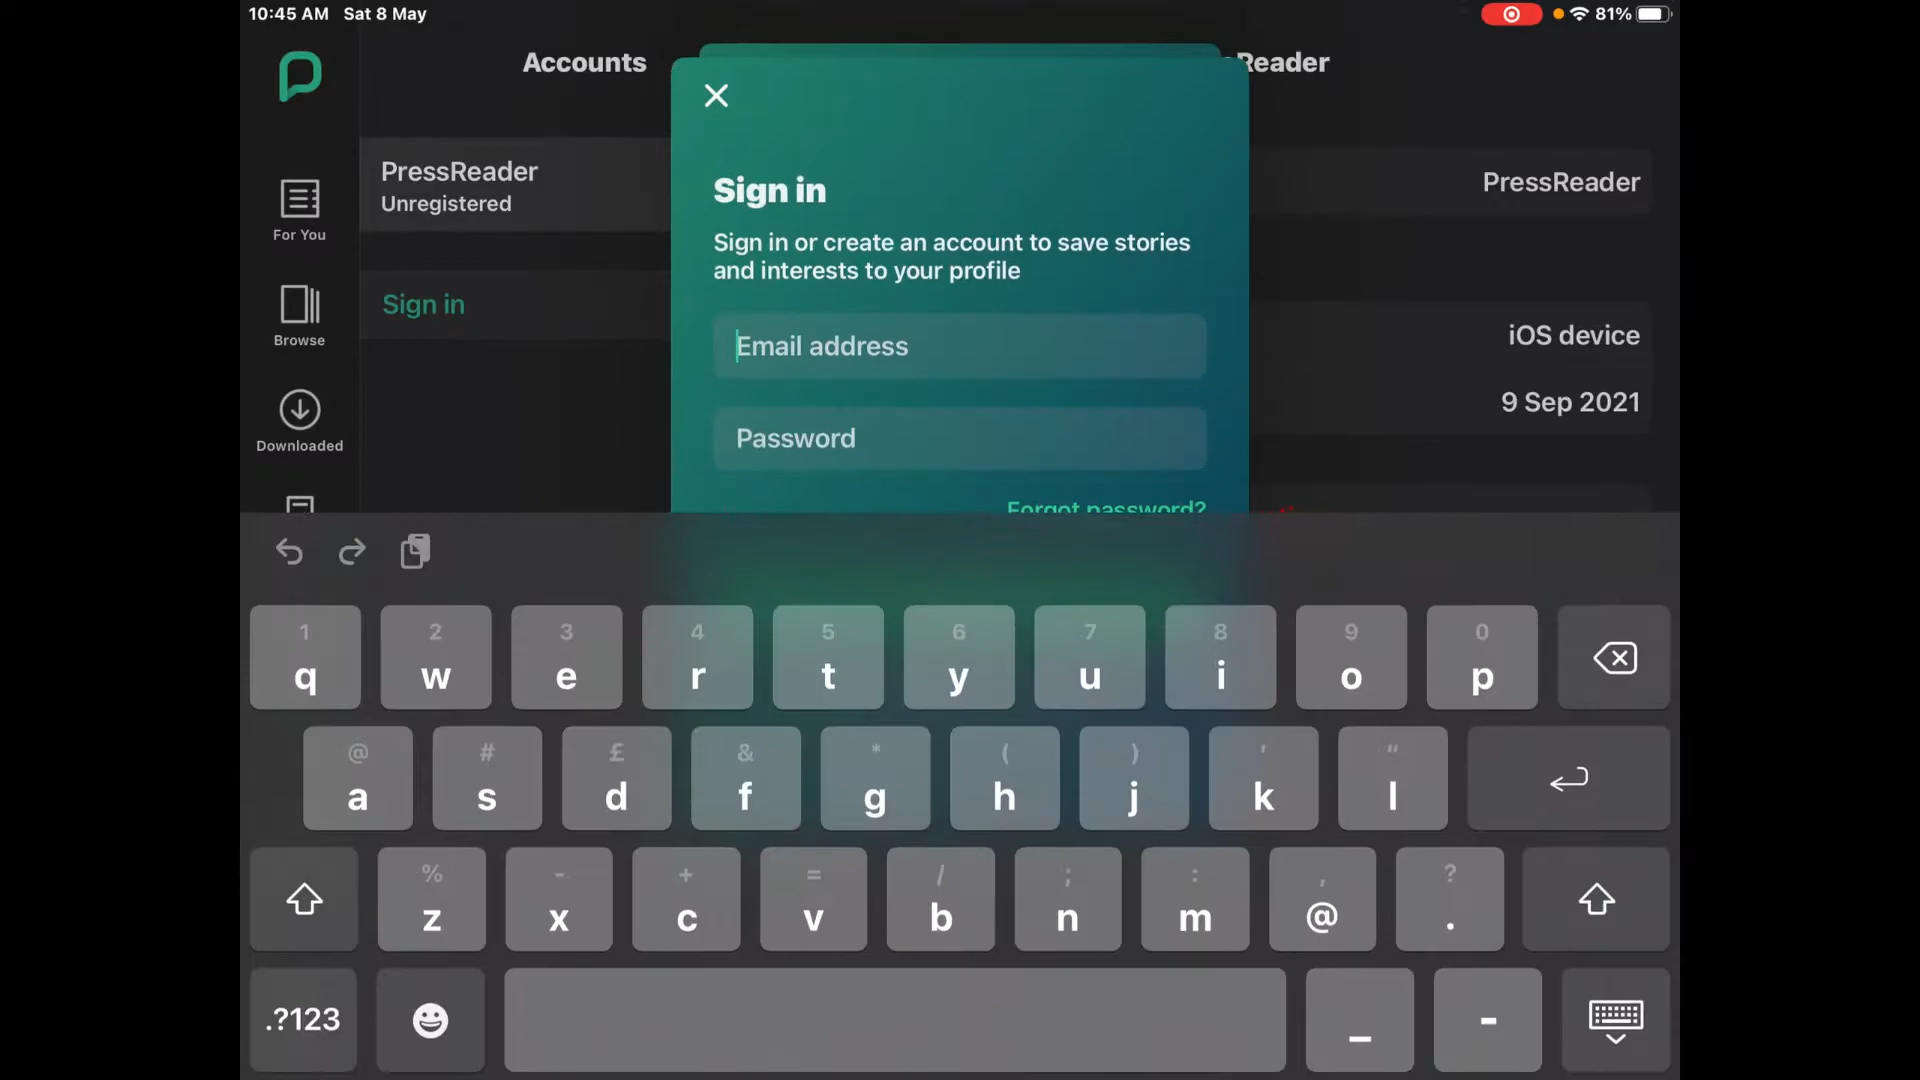 10:45 AM Sat 8 May
81%
Accounts
Reader
For You
Browse
Downloaded
PressReader
Unregistered
Sign in
Sign in
Sign in or create an account to save stories
and interests to your profile
Email address
Password
Forgot password?
PressReader
iOS device
9 Sep 2021
1 2 3 4 5 6 7 8 9 0
q w e r t y u i o p
@ # £ & * ( ) ' "
a s d f g h j k l
% - + = / ; : , ?
z x c v b n m @ .
.?123 _ -